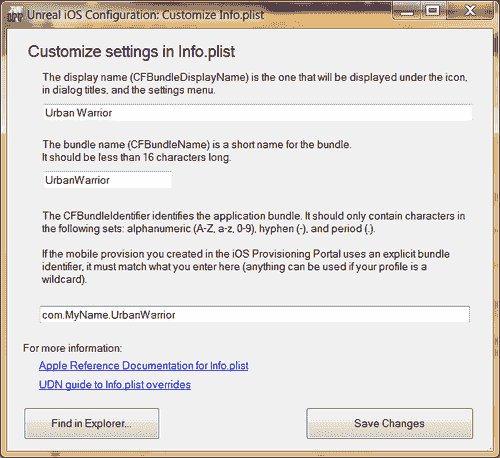 Unreal iOS Configuration: Customize Info.plist
Customize settings in Info.plist
The display name (CFBundleDisplayName) is the one that will be displayed under the icon,
in dialog titles, and the settings menu.
Urban Warrior
The bundle name (CFBundleName) is a short name for the bundle.
It should be less than 16 characters long.
UrbanWarrior
The CFBundleIdentifier identifies the application bundle. It should only contain characters in
the following sets: alphanumeric (A-Z, a-z, 0-9), hyphen (-), and period (.).
If the mobile provision you created in the iOS Provisioning Portal uses an explicit bundle
identifier, it must match what you enter here (anything can be used if your profile is a
wildcard).
com.MyName.UrbanWarrior
For more information:
Apple Reference Documentation for Info.plist
UDN guide to Info.plist overrides
Find in Explorer...
Save Changes